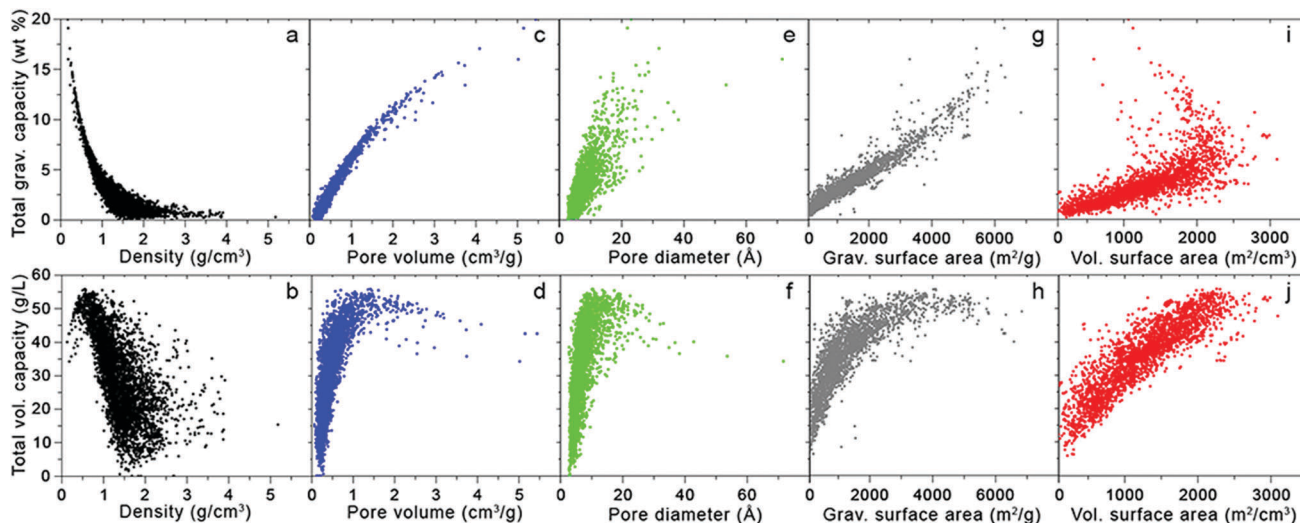 Total grav. capacity (wt %)
20
15
10
5
0
a
c
e
g
i
0 1 2 3 4 5
0 1 2 3 4 5
0 20 40 60 80
0 2000 4000 6000
0 1000 2000 3000
Density (g/cm³)
Pore volume (cm³/g)
Pore diameter (Å)
Grav. surface area (m²/g)
Vol. surface area (m²/cm³)
Total vol. capacity (g/L)
60
50
40
30
20
10
0
b
d
f
h
j
0 1 2 3 4 5
0 1 2 3 4 5
0 20 40 60 80
0 2000 4000 6000
0 1000 2000 3000
Density (g/cm³)
Pore volume (cm³/g)
Pore diameter (Å)
Grav. surface area (m²/g)
Vol. surface area (m²/cm³)